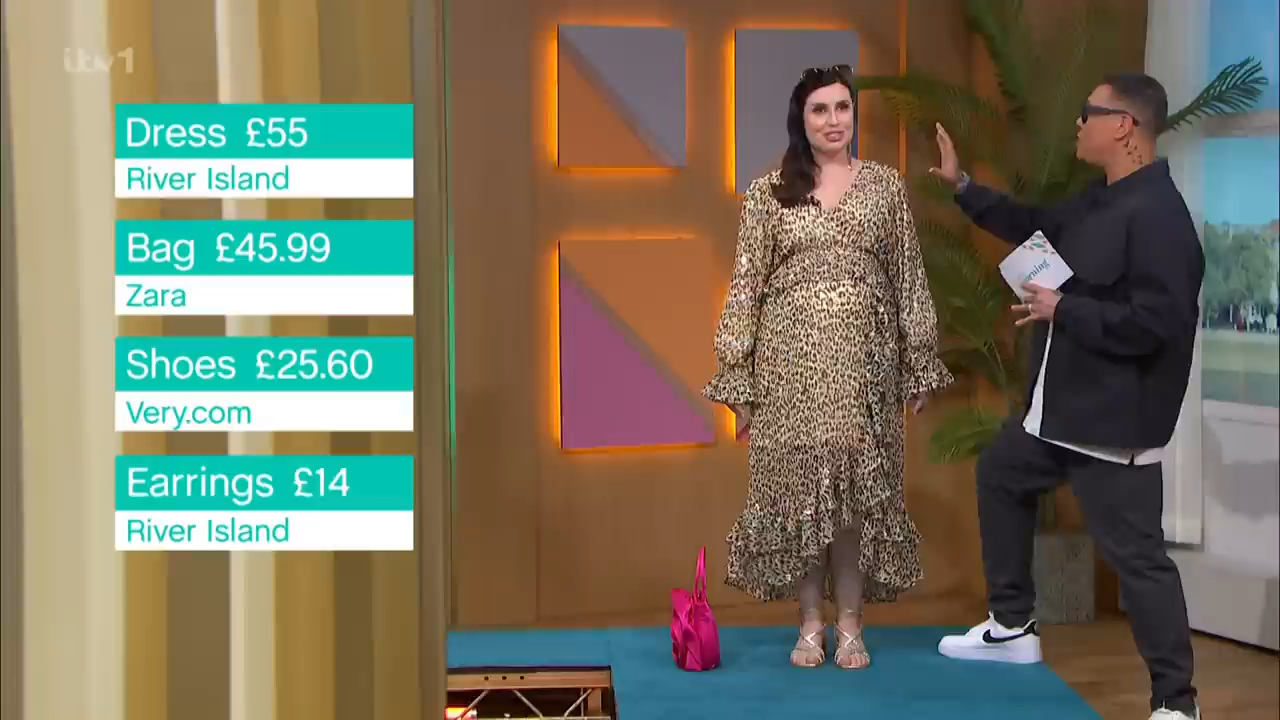 itv1
Dress £55
River Island
Bag £45.99
Zara
Shoes £25.60
Very.com
Earrings £14
River Island